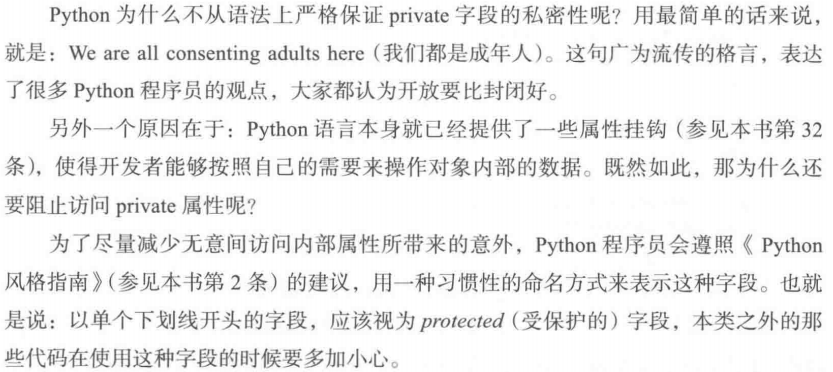 Python 为什么不从语法上严格保证 private 字段的私密性呢？用最简单的话来说，
就是：We are all consenting adults here（我们都是成年人）。这句广为流传的格言，表达
了很多 Python 程序员的观点，大家都认为开放要比封闭好。
另外一个原因在于：Python 语言本身就已经提供了一些属性挂钩（参见本书第 32
条），使得开发者能够按照自己的需要来操作对象内部的数据。既然如此，那为什么还
要阻止访问 private 属性呢？
为了尽量减少无意间访问内部属性所带来的意外，Python 程序员会遵照《 Python
风格指南》（参见本书第 2 条）的建议，用一种习惯性的命名方式来表示这种字段。也就
是说：以单个下划线开头的字段，应该视为 protected（受保护的）字段，本类之外的那
些代码在使用这种字段的时候要多加小心。